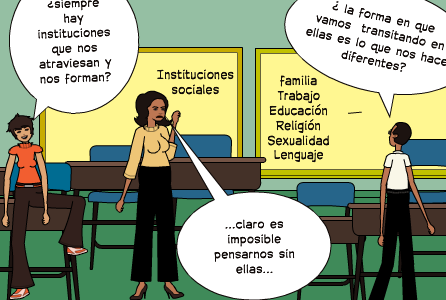 ¿siempre
hay
instituciones
que nos
atraviesan y
nos forman?
Instituciones
sociales
¿ la forma en que
vamos transitando en
ellas es lo que nos hace
diferentes?
familia
Trabajo
Educación
Religión
Sexualidad
Lenguaje
...claro es
imposible
pensarnos sin
ellas...